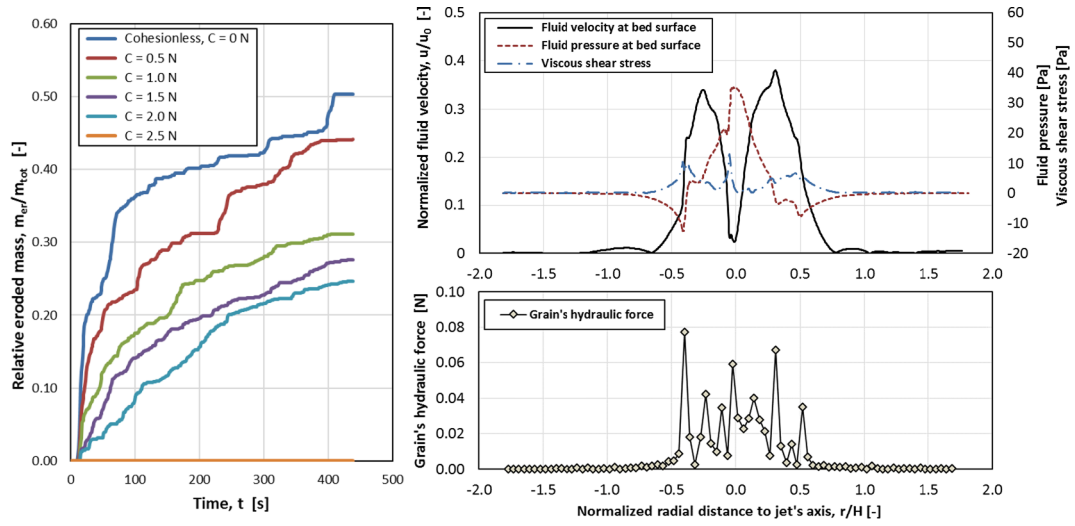 Relative eroded mass, m_er/m_tot [-]
0.60
0.50
0.40
0.30
0.20
0.10
0.00
Cohesionless, C = 0 N
C = 0.5 N
C = 1.0 N
C = 1.5 N
C = 2.0 N
C = 2.5 N
0 100 200 300 400 500
Time, t [s]
Normalized fluid velocity, u/u₀ [-]
0.5
0.4
0.3
0.2
0.1
0
Fluid velocity at bed surface
Fluid pressure at bed surface
Viscous shear stress
60
50
40
30
20
10
0
-10
-20
Fluid pressure [Pa]
Viscous shear stress [Pa]
-2.0 -1.5 -1.0 -0.5 0.0 0.5 1.0 1.5 2.0
Grain's hydraulic force [N]
0.10
0.08
0.06
0.04
0.02
0.00
Grain's hydraulic force
-2.0 -1.5 -1.0 -0.5 0.0 0.5 1.0 1.5 2.0
Normalized radial distance to jet's axis, r/H [-]